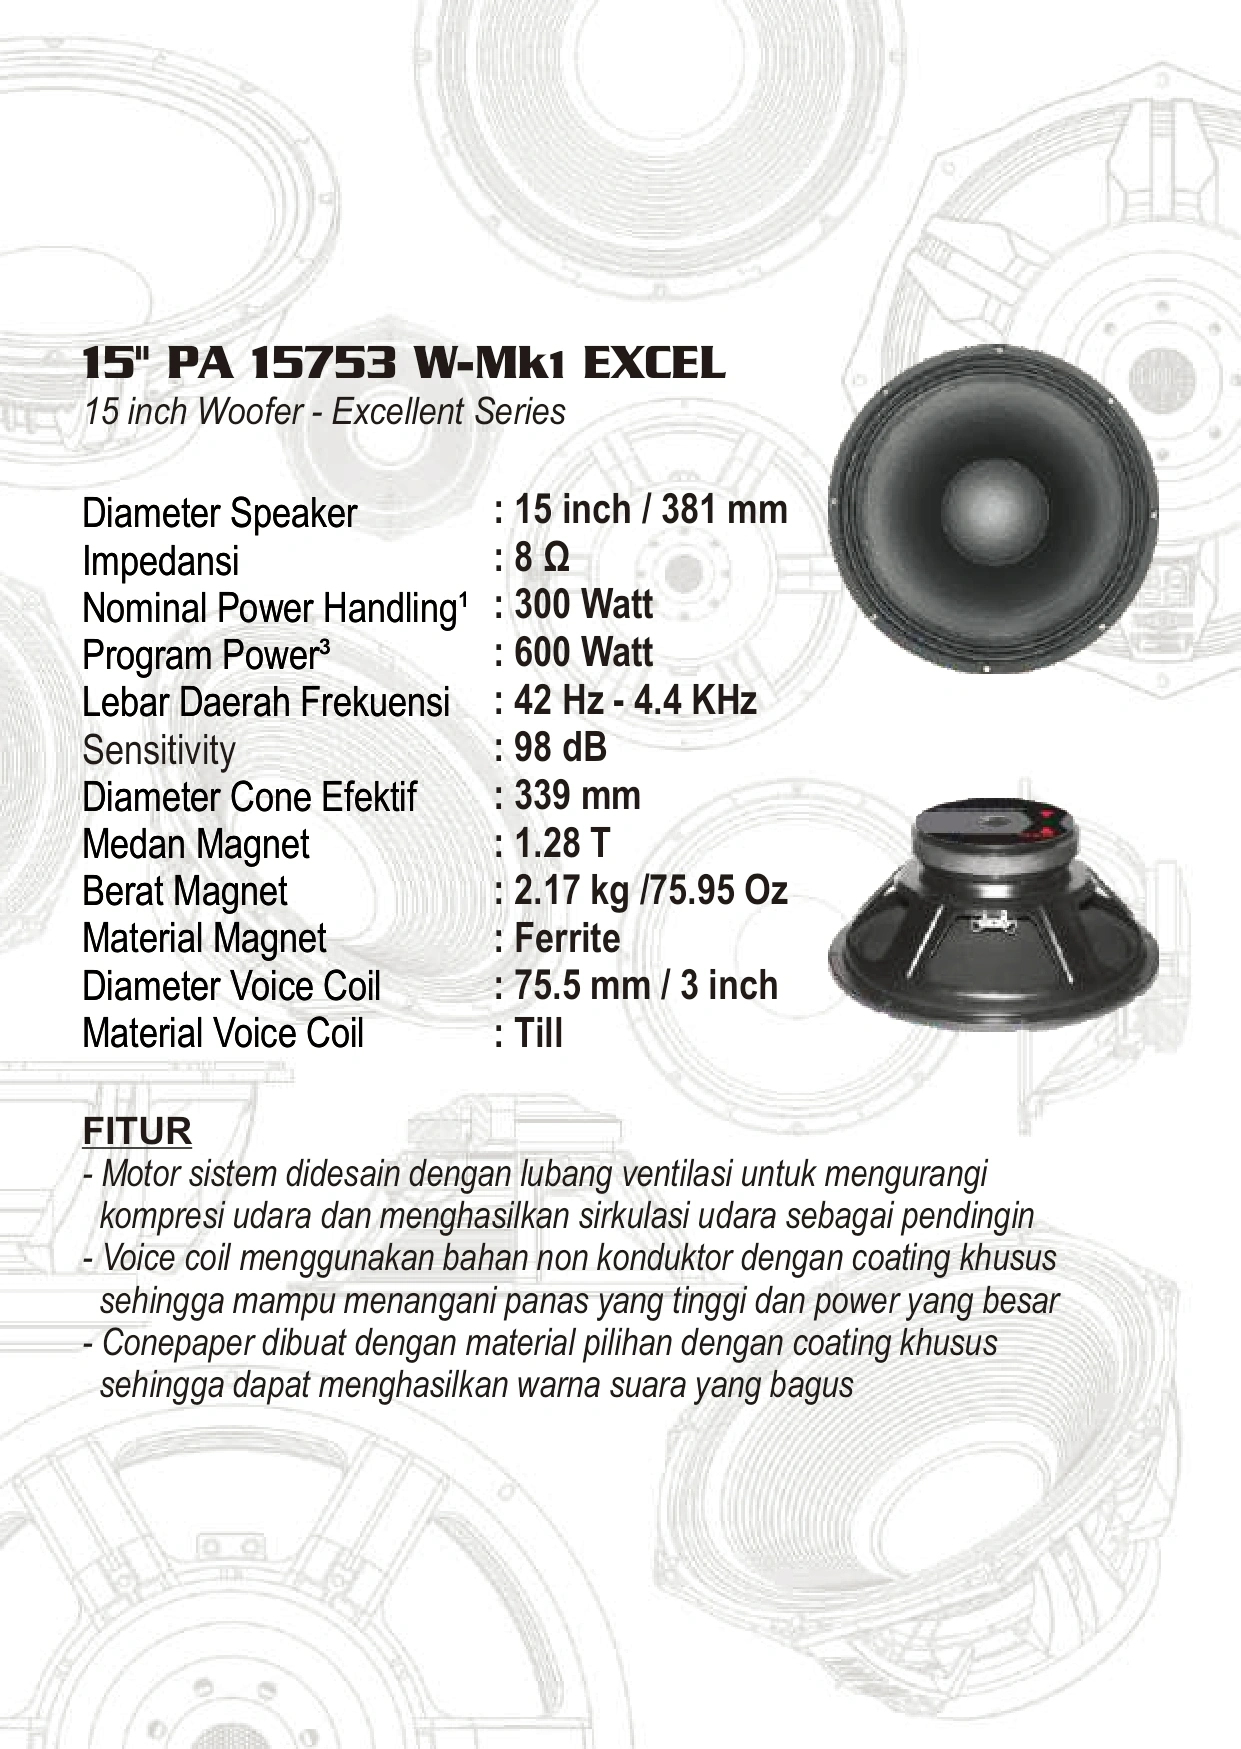 15" PA 15753 W-Mk1 EXCEL
15 inch Woofer - Excellent Series
Diameter Speaker : 15 inch / 381 mm
Impedansi : 8 Ω
Nominal Power Handling¹ : 300 Watt
Program Power³ : 600 Watt
Lebar Daerah Frekuensi : 42 Hz - 4.4 KHz
Sensitivity : 98 dB
Diameter Cone Efektif : 339 mm
Medan Magnet : 1.28 T
Berat Magnet : 2.17 kg /75.95 Oz
Material Magnet : Ferrite
Diameter Voice Coil : 75.5 mm / 3 inch
Material Voice Coil : Till
FITUR
- Motor sistem didesain dengan lubang ventilasi untuk mengurangi
kompresi udara dan menghasilkan sirkulasi udara sebagai pendingin
- Voice coil menggunakan bahan non konduktor dengan coating khusus
sehingga mampu menangani panas yang tinggi dan power yang besar
- Conepaper dibuat dengan material pilihan dengan coating khusus
sehingga dapat menghasilkan warna suara yang bagus